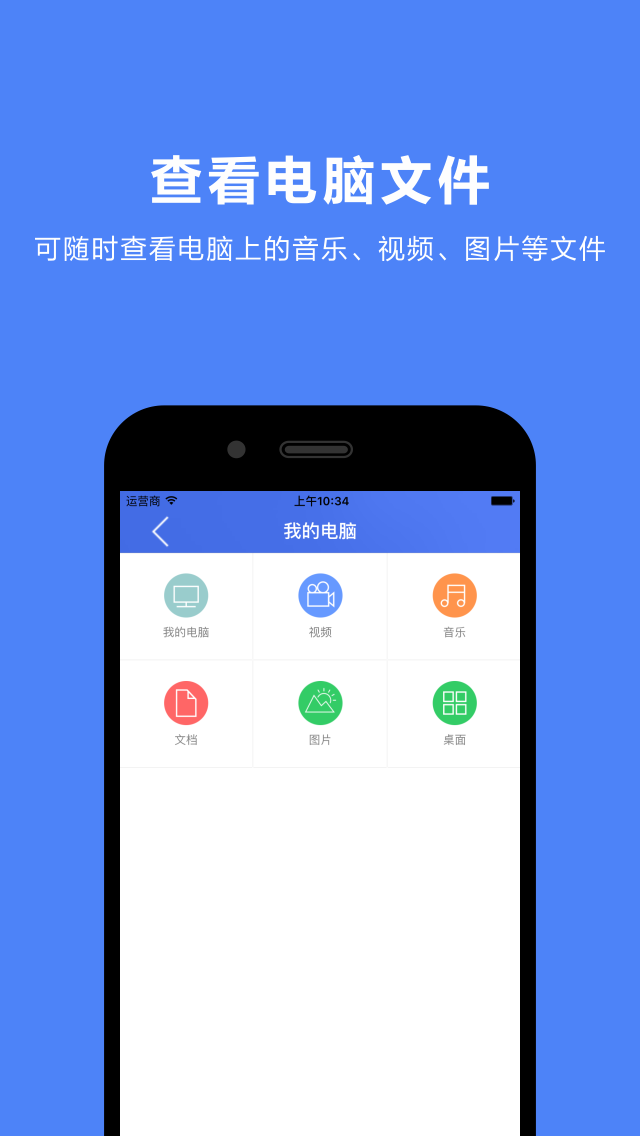 查看电脑文件
可随时查看电脑上的音乐、视频、图片等文件
运营商 上午10:34
我的电脑
我的电脑 视频 音乐
文档 图片 桌面